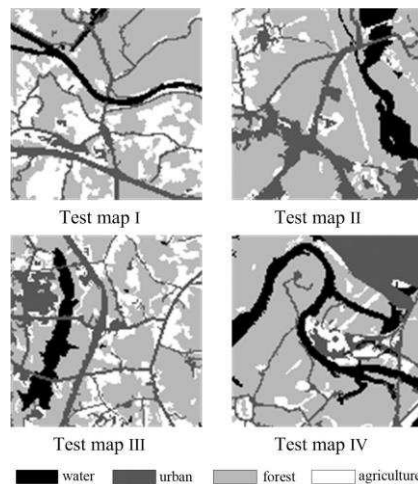 Test map I
Test map II
Test map III
Test map IV
water urban forest agriculture